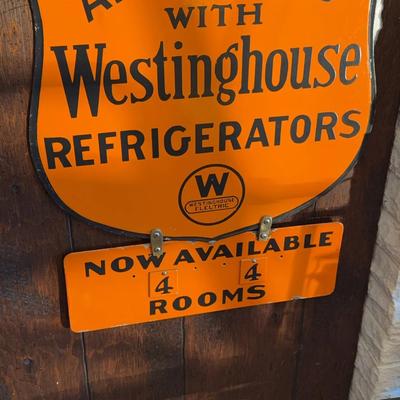 WITH
Westinghouse
REFRIGERATORS
W
WESTINGHOUSE
ELECTRIC
NOW AVAILABLE
4 4
ROOMS